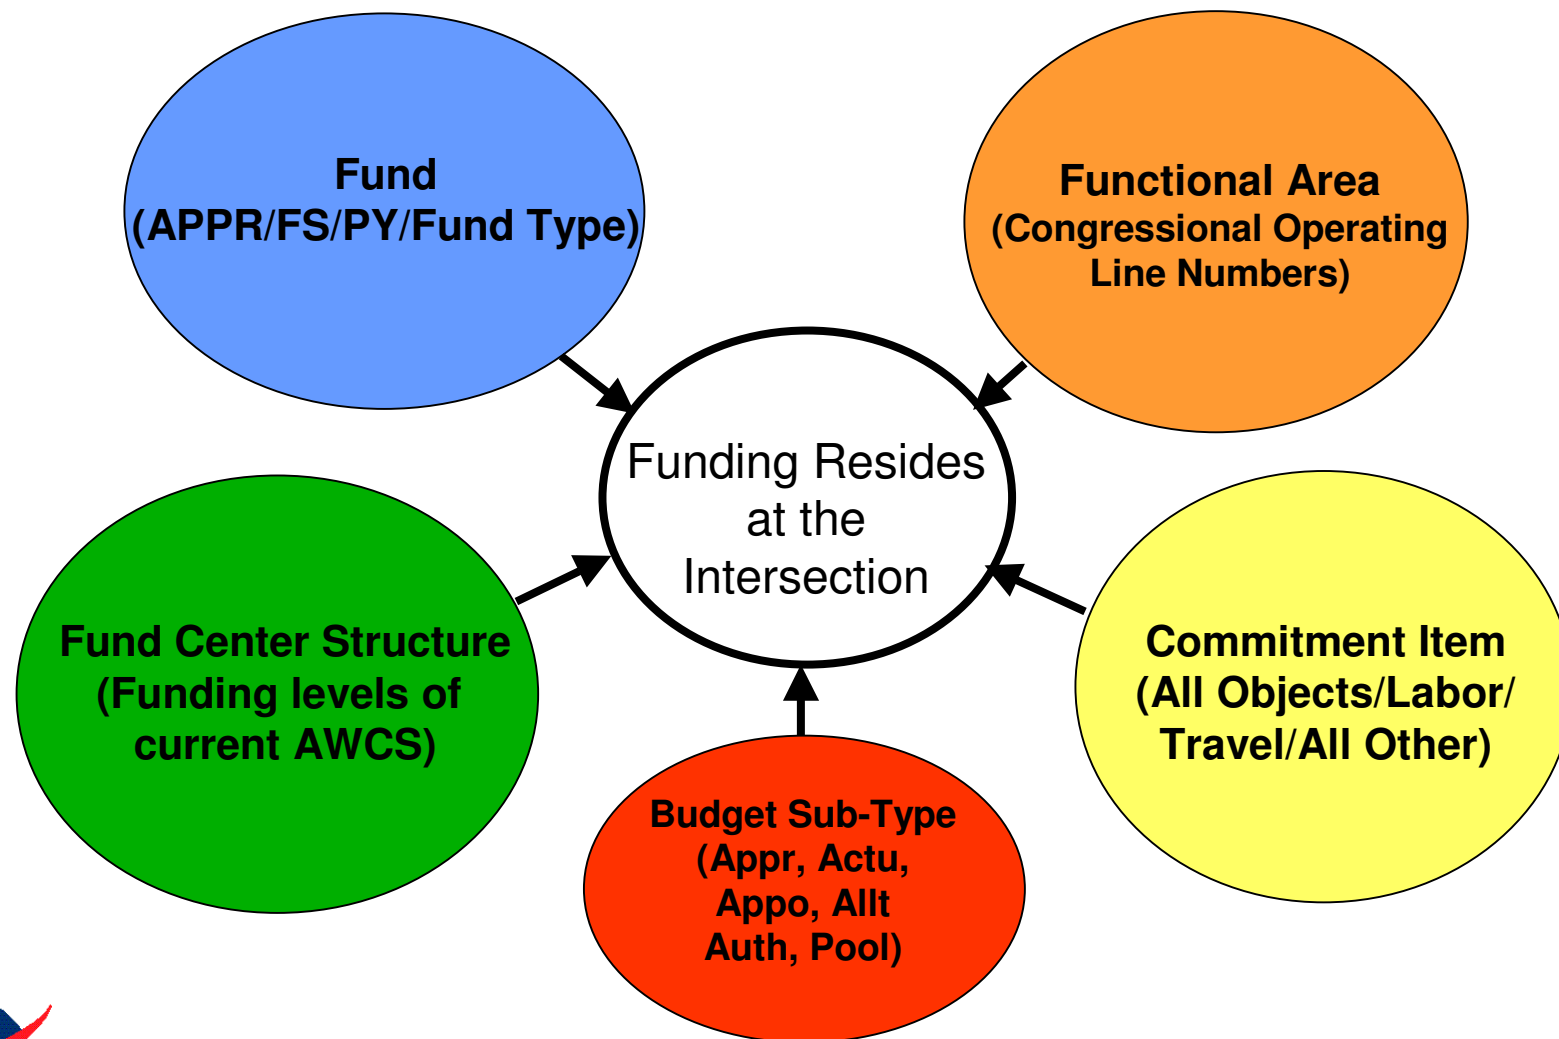 Fund
(APPR/FS/PY/Fund Type)
Functional Area
(Congressional Operating
Line Numbers)
Funding Resides
at the
Intersection
Fund Center Structure
(Funding levels of
current AWCS)
Commitment Item
(All Objects/Labor/
Travel/All Other)
Budget Sub-Type
(Appr, Actu,
Appo, Allt
Auth, Pool)